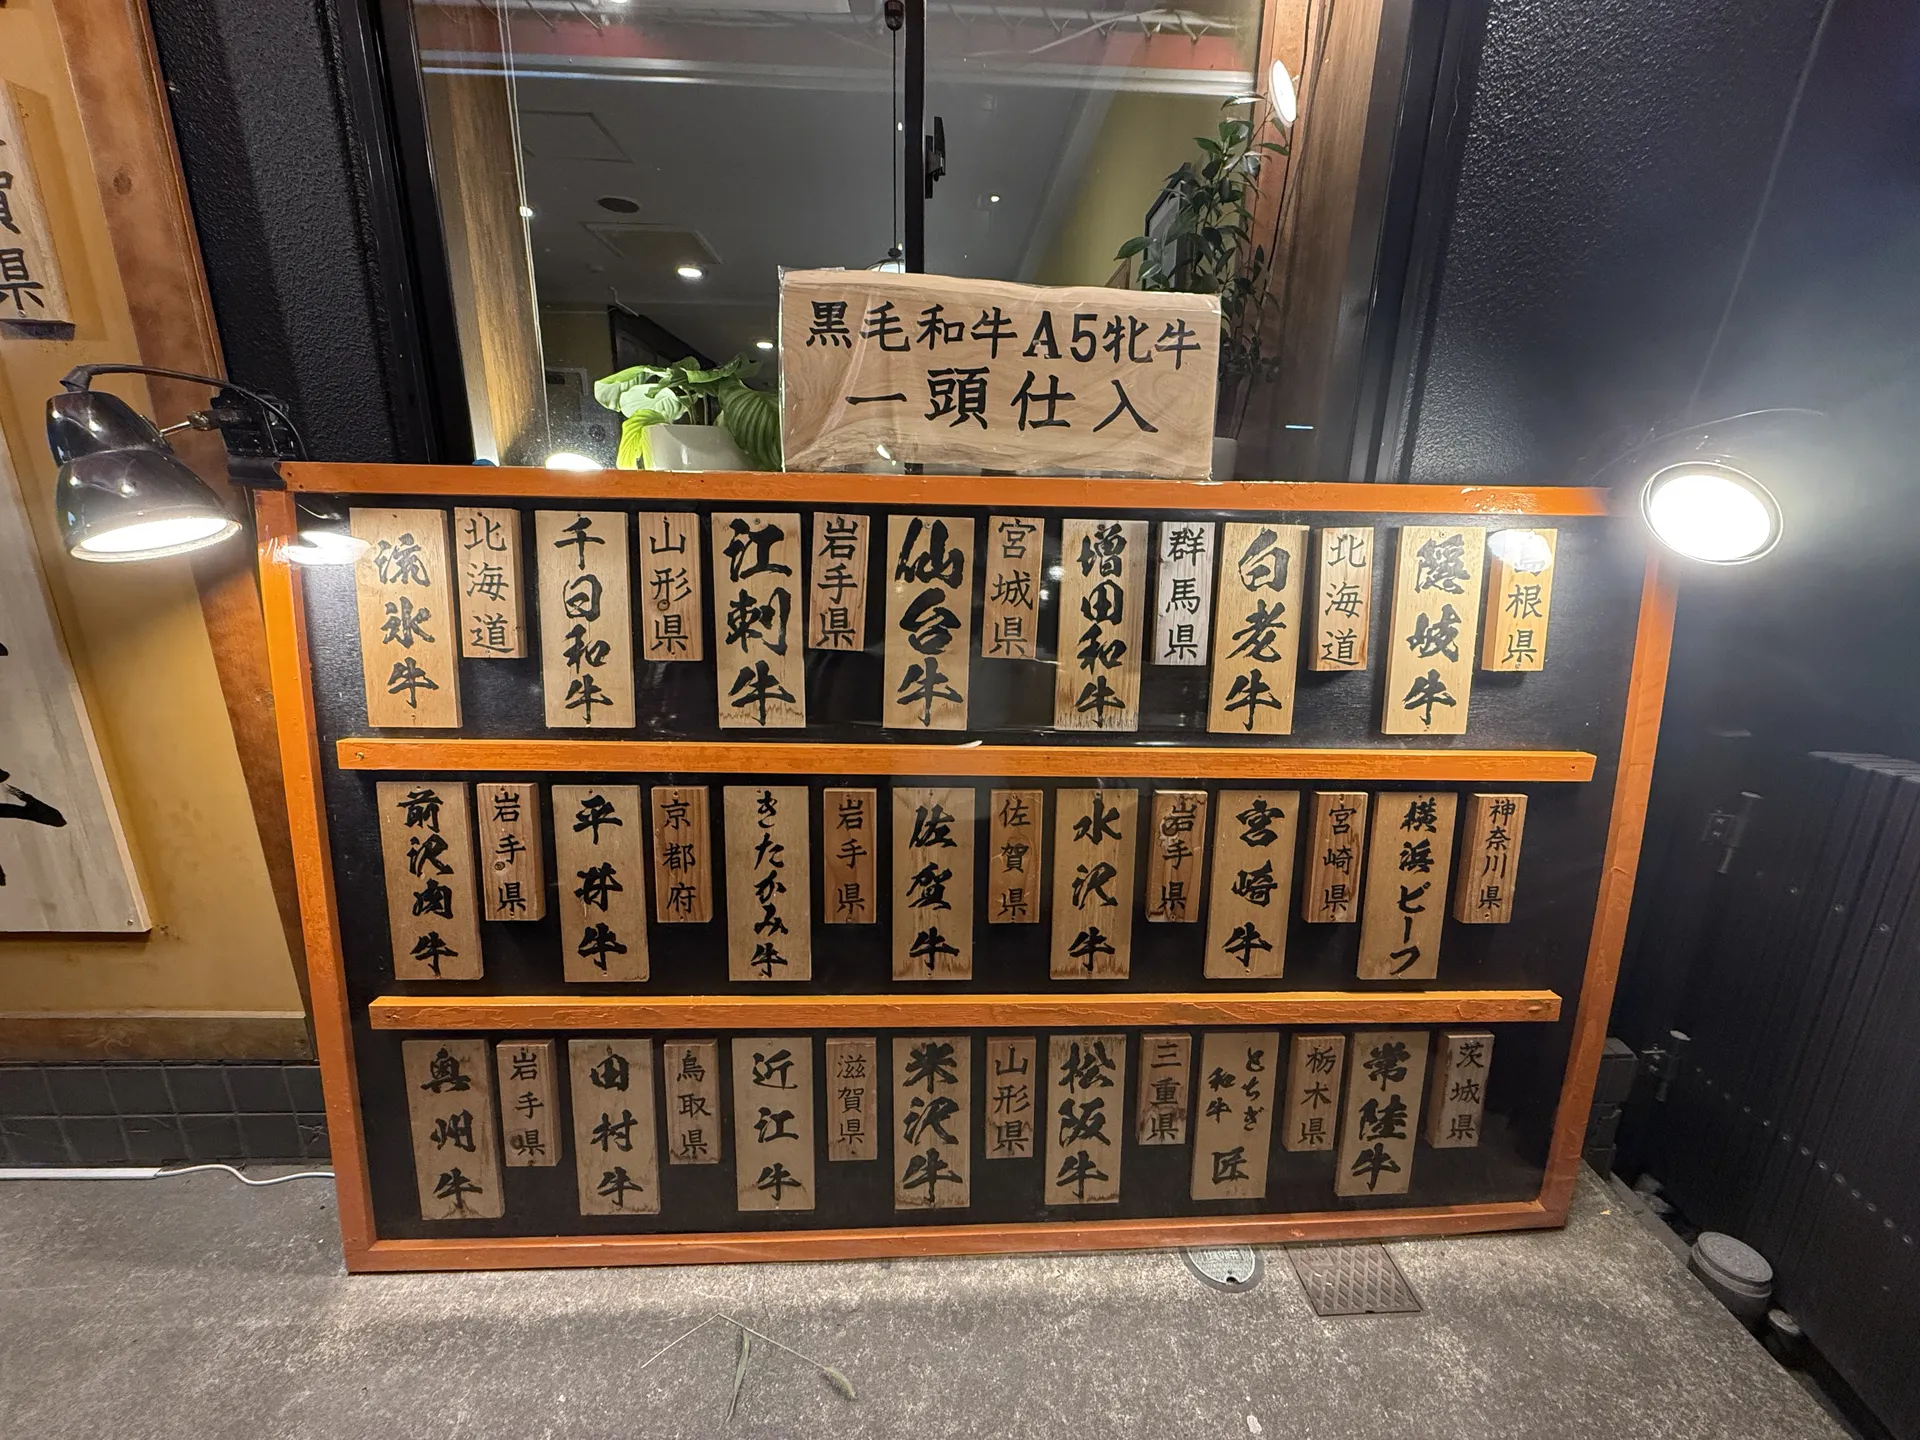 黒毛和牛A5牝牛
一頭仕入
流氷牛
北海道
千日和牛
山形県
江刺牛
岩手県
仙台牛
宮城県
増田和牛
群馬県
白老牛
北海道
隠岐牛
島根県
前沢肉牛
岩手県
平井牛
京都府
きたかみ牛
岩手県
佐賀牛
佐賀県
水沢牛
岩手県
宮崎牛
宮崎県
横浜ビーフ
神奈川県
奥州牛
岩手県
田村牛
鳥取県
近江牛
滋賀県
米沢牛
山形県
松阪牛
三重県
とちぎ
和牛
匠
栃木県
常陸牛
茨城県
賀県